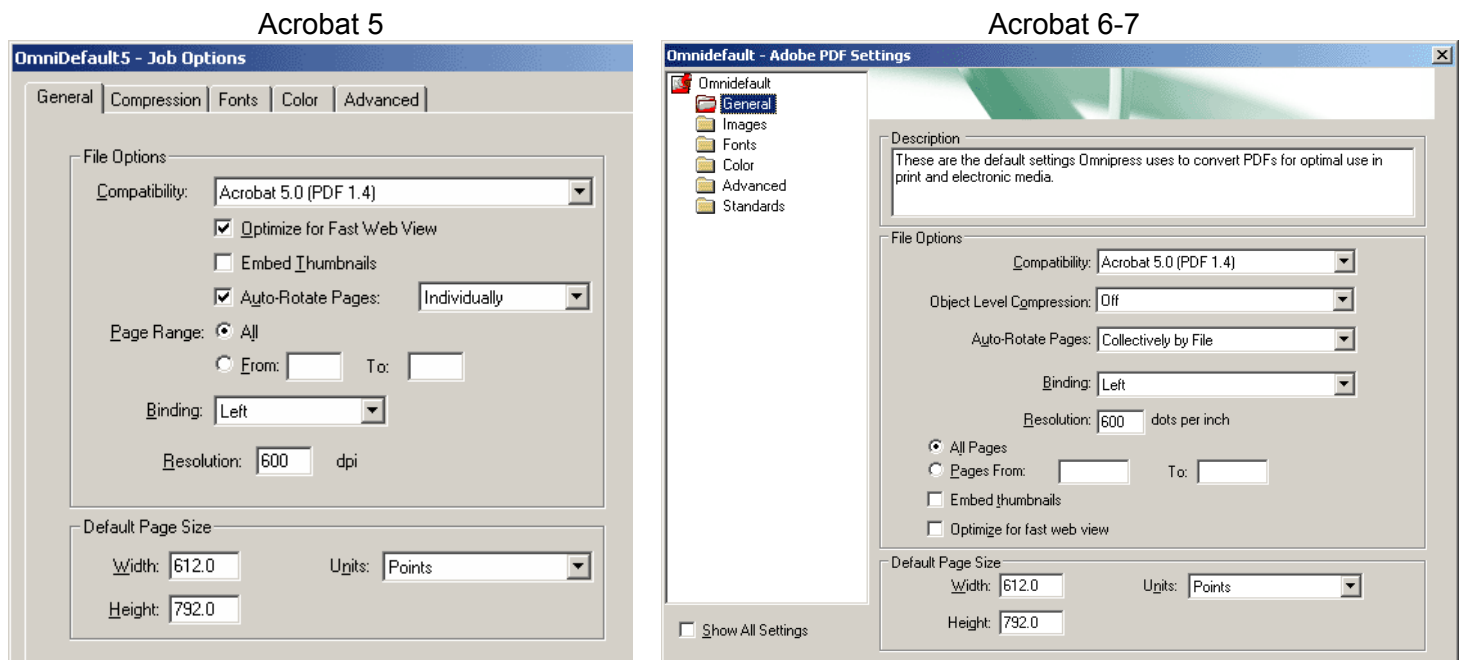 Acrobat 5
OmniDefault5 - Job Options
General Compression Fonts Color Advanced
File Options
Compatibility: Acrobat 5.0 (PDF 1.4)
Optimize for Fast Web View
Embed Thumbnails
Auto-Rotate Pages: Individually
Page Range: All
From: To:
Binding: Left
Resolution: 600 dpi
Default Page Size
Width: 612.0 Units: Points
Height: 792.0
Acrobat 6-7
Omnidefault - Adobe PDF Settings
Omnidefault
General
Images
Fonts
Color
Advanced
Standards
Show All Settings
Description
These are the default settings Omnipress uses to convert PDFs for optimal use in
print and electronic media.
File Options
Compatibility: Acrobat 5.0 (PDF 1.4)
Object Level Compression: Off
Auto-Rotate Pages: Collectively by File
Binding: Left
Resolution: 600 dots per inch
All Pages
Pages From: To:
Embed thumbnails
Optimize for fast web view
Default Page Size
Width: 612.0 Units: Points
Height: 792.0